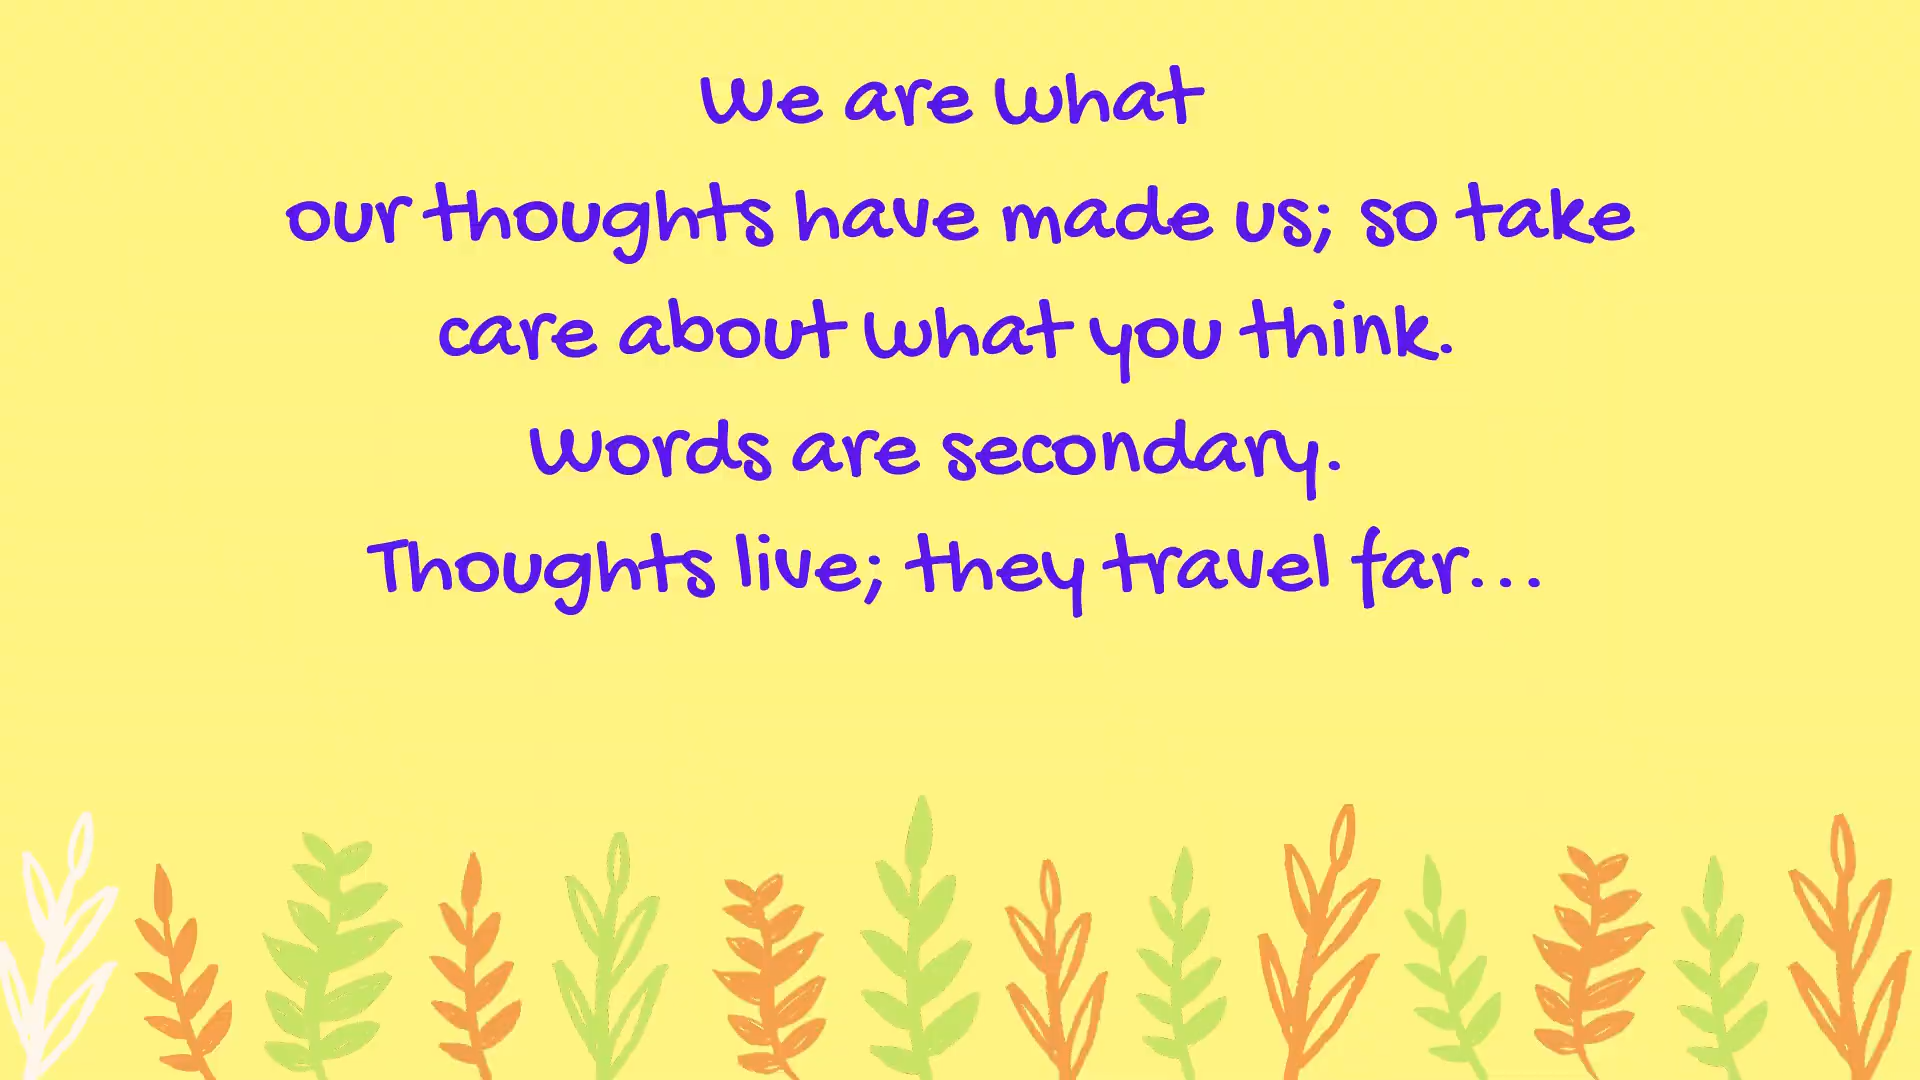 We are what
our thoughts have made us; so take
care about what you think.
Words are secondary.
Thoughts live; they travel far...